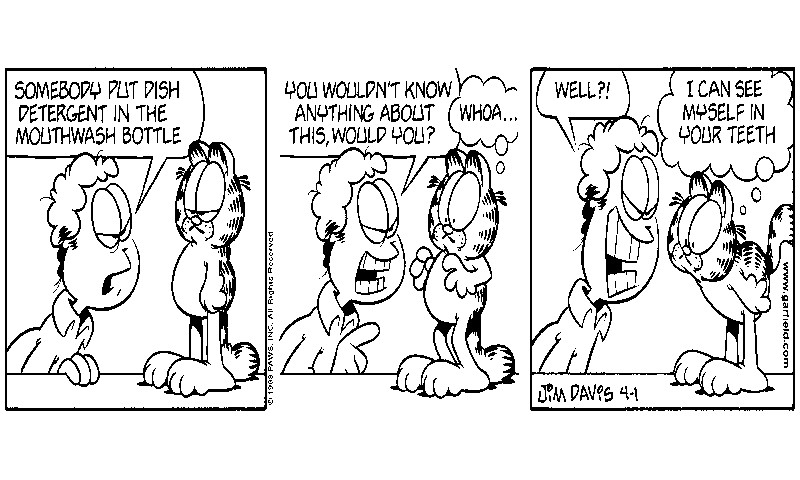 SOMEBODY PUT DISH
DETERGENT IN THE
MOUTHWASH BOTTLE
© 1998 PAWS, INC. All Rights Reserved
YOU WOULDN'T KNOW
ANYTHING ABOUT
THIS, WOULD YOU?
WHOA...
WELL?!
I CAN SEE
MYSELF IN
YOUR TEETH
www.garfield.com
JIM DAVIS 4-1